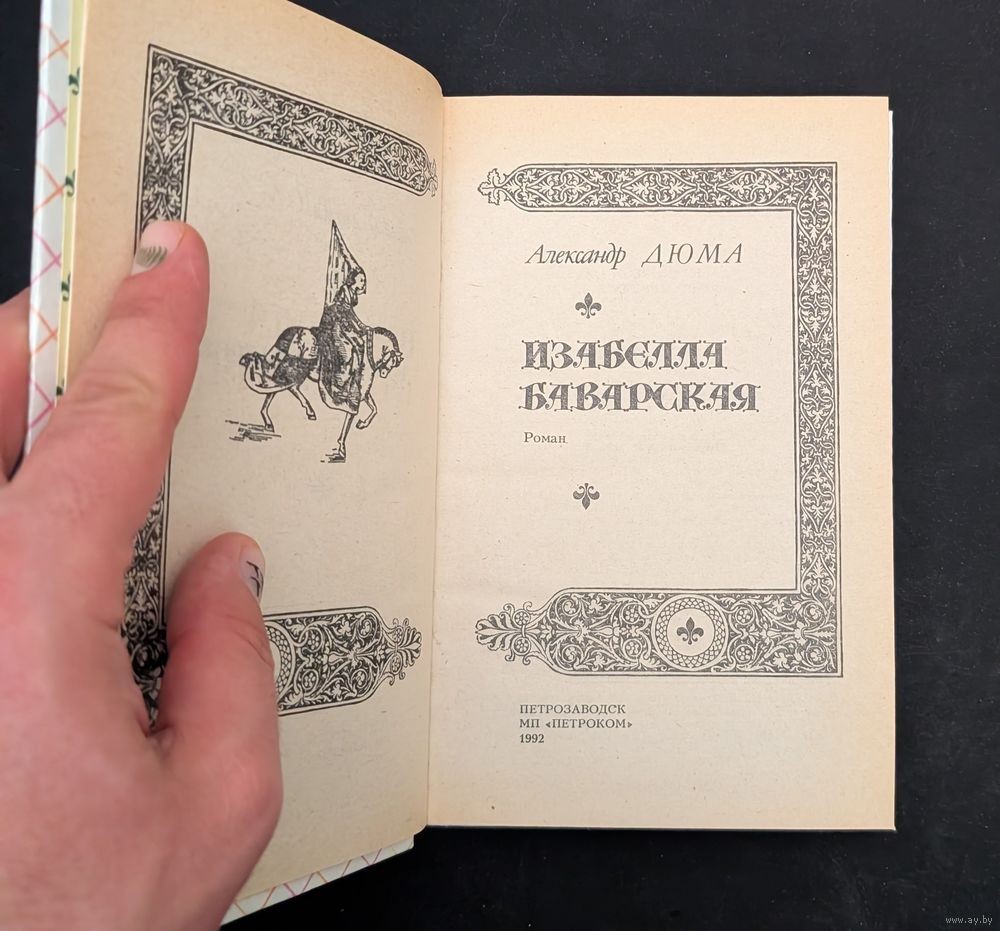 Александр ДЮМА
ИЗАБЕЛЛА
БАВАРСКАЯ
Роман
ПЕТРОЗАВОДСК
МП «ПЕТРОКОМ»
1992
www.ay.by